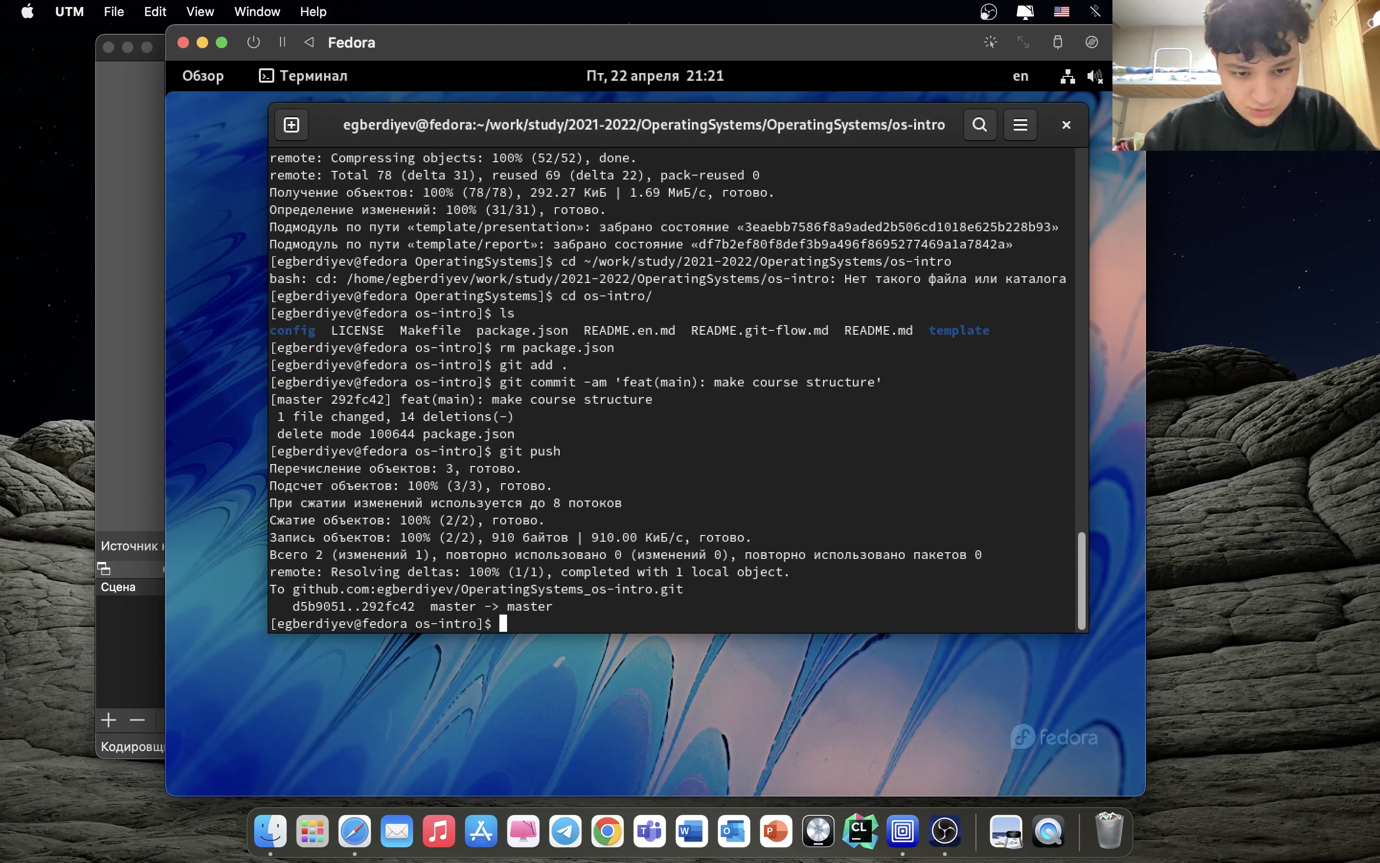 UTM File Edit View Window Help
Fedora
Обзор Терминал Пт, 22 апреля 21:21 en
egberdiyev@fedora:~/work/study/2021-2022/OperatingSystems/OperatingSystems/os-intro
remote: Compressing objects: 100% (52/52), done.
remote: Total 78 (delta 31), reused 69 (delta 22), pack-reused 0
Получение объектов: 100% (78/78), 292.27 КиБ | 1.69 МиБ/с, готово.
Определение изменений: 100% (31/31), готово.
Подмодуль по пути «template/presentation»: забрано состояние «3eaebb7586f8a9aded2b506cd1018e625b228b93»
Подмодуль по пути «template/report»: забрано состояние «df7b2ef80f8def3b9a496f8695277469a1a7842a»
[egberdiyev@fedora OperatingSystems]$ cd ~/work/study/2021-2022/OperatingSystems/os-intro
bash: cd: /home/egberdiyev/work/study/2021-2022/OperatingSystems/os-intro: Нет такого файла или каталога
[egberdiyev@fedora OperatingSystems]$ cd os-intro/
[egberdiyev@fedora os-intro]$ ls
config LICENSE Makefile package.json README.en.md README.git-flow.md README.md template
[egberdiyev@fedora os-intro]$ rm package.json
[egberdiyev@fedora os-intro]$ git add .
[egberdiyev@fedora os-intro]$ git commit -am 'feat(main): make course structure'
[master 292fc42] feat(main): make course structure
1 file changed, 14 deletions(-)
delete mode 100644 package.json
[egberdiyev@fedora os-intro]$ git push
Перечисление объектов: 3, готово.
Подсчет объектов: 100% (3/3), готово.
При сжатии изменений используется до 8 потоков
Сжатие объектов: 100% (2/2), готово.
Запись объектов: 100% (2/2), 910 байтов | 910.00 КиБ/с, готово.
Всего 2 (изменений 1), повторно использовано 0 (изменений 0), повторно использовано пакетов 0
remote: Resolving deltas: 100% (1/1), completed with 1 local object.
To github.com:egberdiyev/OperatingSystems_os-intro.git
d5b9051..292fc42 master -> master
[egberdiyev@fedora os-intro]$
Источник
Сцена
Кодировщ
fedora
CL